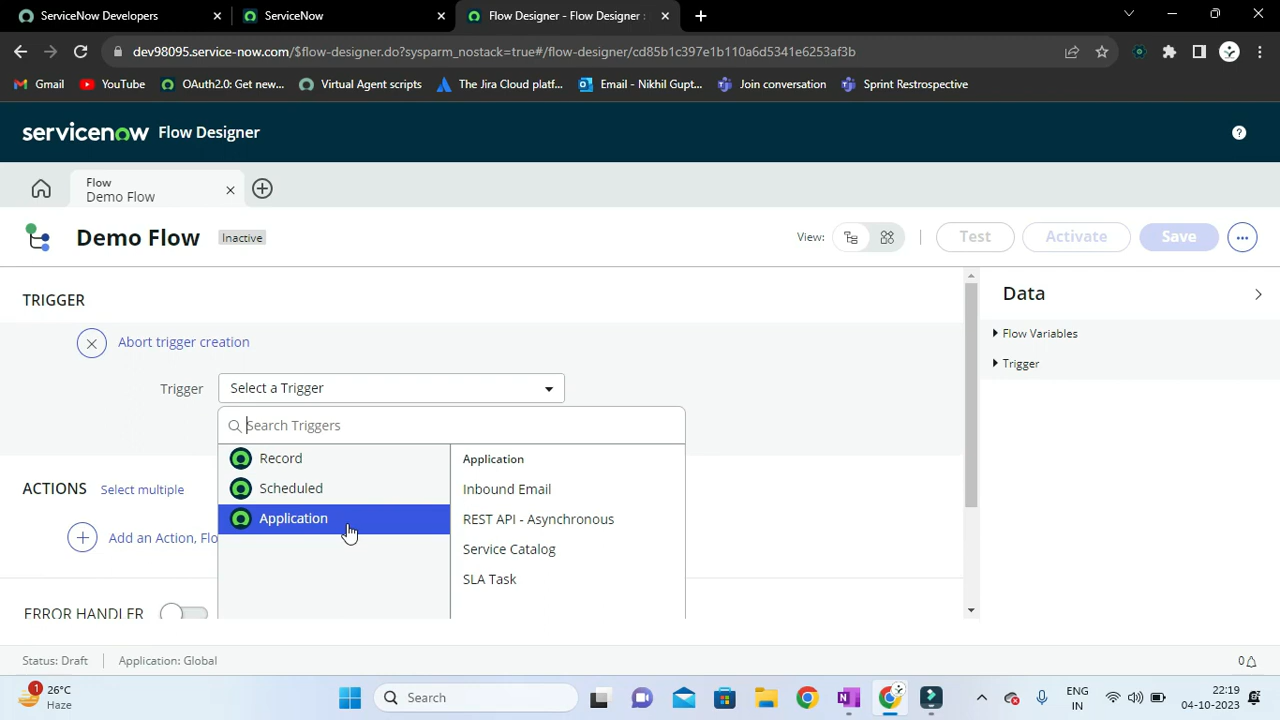 ServiceNow Developers
ServiceNow
Flow Designer - Flow Designer :
dev98095.service-now.com/$flow-designer.do?sysparm_nostack=true#/flow-designer/cd85b1c397e1b110a6d5341e6253af3b
Gmail
YouTube
OAuth2.0: Get new...
Virtual Agent scripts
The Jira Cloud platf...
Email - Nikhil Gupt...
Join conversation
Sprint Restrospective
servicenow Flow Designer
Flow
Demo Flow
Demo Flow
Inactive
View:
Test
Activate
Save
TRIGGER
Abort trigger creation
Trigger
Select a Trigger
Search Triggers
Record
Scheduled
Application
Application
Inbound Email
REST API - Asynchronous
Service Catalog
SLA Task
ACTIONS Select multiple
Add an Action, Flo
ERROR HANDLER
Data
Flow Variables
Trigger
Status: Draft
Application: Global
0
1
26°C
Haze
Search
ENG
IN
22:19
04-10-2023